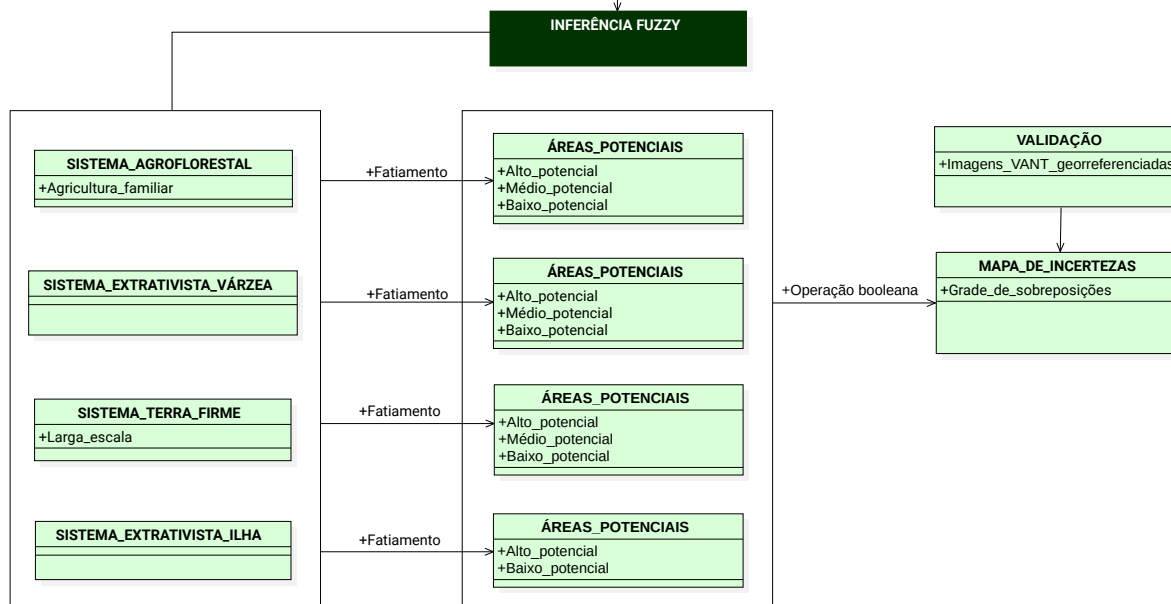 INFERÊNCIA FUZZY
SISTEMA_AGROFLORESTAL
+Agricultura_familiar
+Fatiamento
ÁREAS_POTENCIAIS
+Alto_potencial
+Médio_potencial
+Baixo_potencial
SISTEMA_EXTRATIVISTA_VÁRZEA
+Fatiamento
ÁREAS_POTENCIAIS
+Alto_potencial
+Médio_potencial
+Baixo_potencial
SISTEMA_TERRA_FIRME
+Larga_escala
+Fatiamento
ÁREAS_POTENCIAIS
+Alto_potencial
+Médio_potencial
+Baixo_potencial
SISTEMA_EXTRATIVISTA_ILHA
+Fatiamento
ÁREAS_POTENCIAIS
+Alto_potencial
+Baixo_potencial
+Operação booleana
VALIDAÇÃO
+Imagens_VANT_georreferenciadas
MAPA_DE_INCERTEZAS
+Grade_de_sobreposições